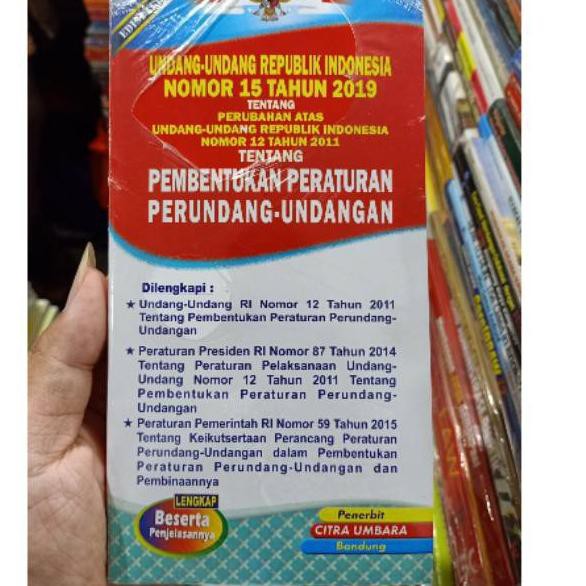 UNDANG-UNDANG REPUBLIK INDONESIA
NOMOR 15 TAHUN 2019
TENTANG
PERUBAHAN ATAS
UNDANG-UNDANG REPUBLIK INDONESIA
NOMOR 12 TAHUN 2011
TENTANG
PEMBENTUKAN PERATURAN
PERUNDANG-UNDANGAN
Dilengkapi :
★ Undang-Undang RI Nomor 12 Tahun 2011
Tentang Pembentukan Peraturan Perundang-
Undangan
★ Peraturan Presiden RI Nomor 87 Tahun 2014
Tentang Peraturan Pelaksanaan Undang-
Undang Nomor 12 Tahun 2011 Tentang
Pembentukan Peraturan Perundang-
Undangan
★ Peraturan Pemerintah RI Nomor 59 Tahun 2015
Tentang Keikutsertaan Perancang Peraturan
Perundang-Undangan dalam Pembentukan
Peraturan Perundang-Undangan dan
Pembinaannya
LENGKAP
Beserta
Penjelasannya
Penerbit
CITRA UMBARA
Bandung